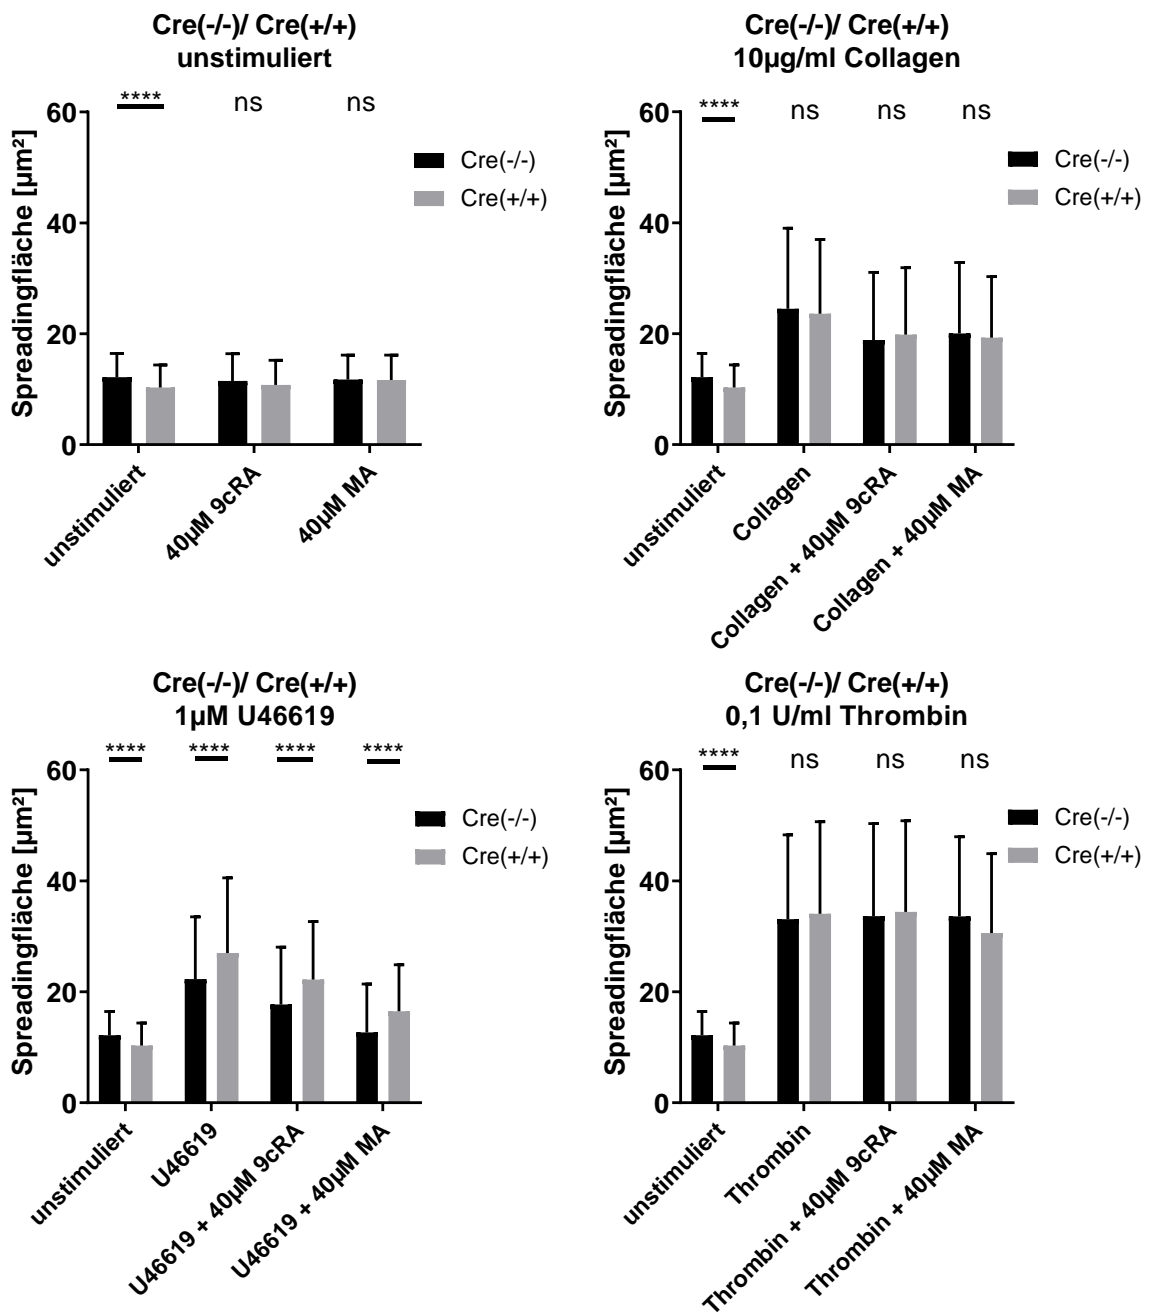 Cre(-/-)/ Cre(+/+)
unstimuliert
**** ns ns
60
40
20
0
Spreadingfläche [µm²]
Cre(-/-)
Cre(+/+)
unstimuliert
40µM 9cRA
40µM MA
Cre(-/-)/ Cre(+/+)
10µg/ml Collagen
**** ns ns ns
60
40
20
0
Spreadingfläche [µm²]
Cre(-/-)
Cre(+/+)
unstimuliert
Collagen
Collagen + 40µM 9cRA
Collagen + 40µM MA
Cre(-/-)/ Cre(+/+)
1µM U46619
**** **** **** ****
60
40
20
0
Spreadingfläche [µm²]
Cre(-/-)
Cre(+/+)
unstimuliert
U46619
U46619 + 40µM 9cRA
U46619 + 40µM MA
Cre(-/-)/ Cre(+/+)
0,1 U/ml Thrombin
**** ns ns ns
60
40
20
0
Spreadingfläche [µm²]
Cre(-/-)
Cre(+/+)
unstimuliert
Thrombin
Thrombin + 40µM 9cRA
Thrombin + 40µM MA